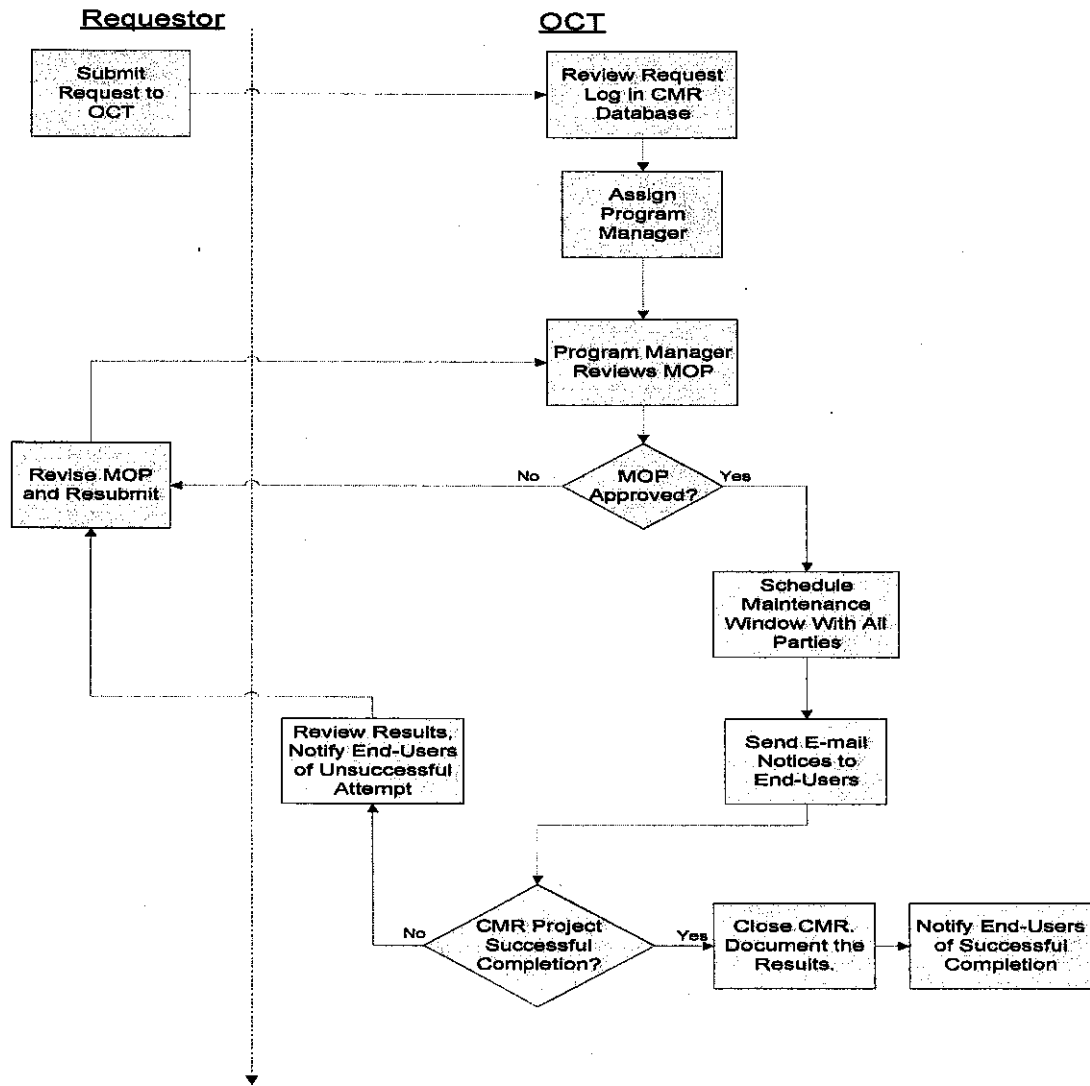 Requestor
OCT
Submit
Request to
OCT
Review Request
Log in CMR
Database
Assign
Program
Manager
Program Manager
Reviews MOP
Revise MOP
and Resubmit
No
MOP
Approved?
Yes
Schedule
Maintenance
Window With All
Parties
Review Results,
Notify End-Users
of Unsuccessful
Attempt
Send E-mail
Notices to
End-Users
No
CMR Project
Successful
Completion?
Yes
Close CMR.
Document the
Results.
Notify End-Users
of Successful
Completion